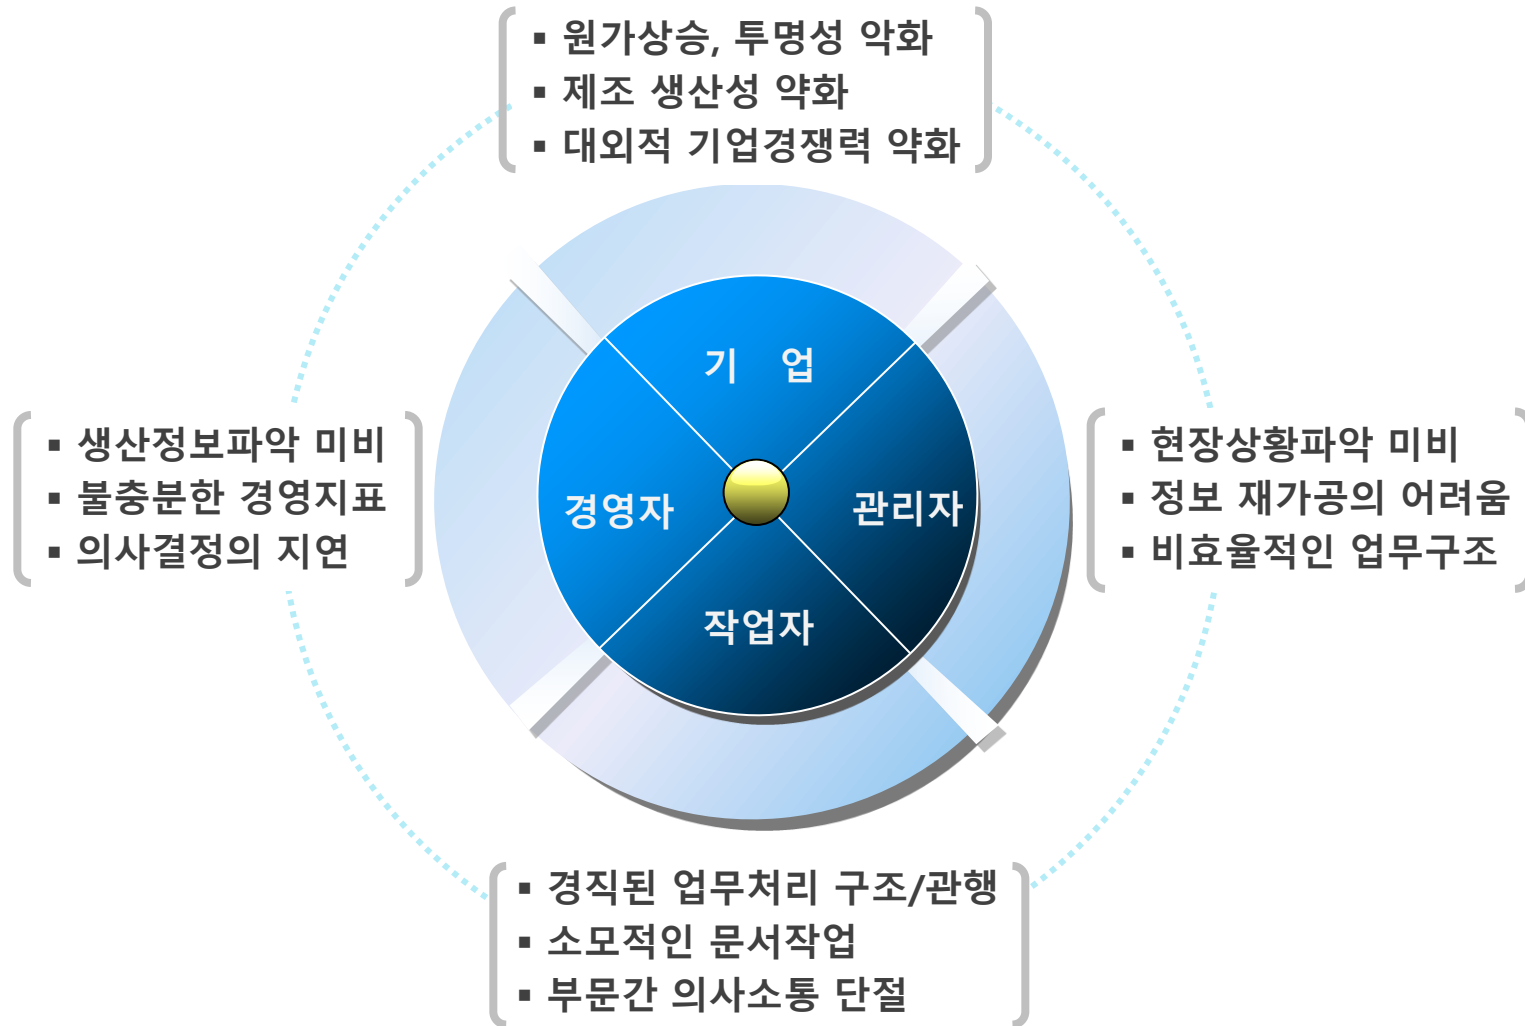 ▪ 원가상승, 투명성 악화
▪ 제조 생산성 약화
▪ 대외적 기업경쟁력 약화
기 업
▪ 생산정보파악 미비
▪ 불충분한 경영지표
▪ 의사결정의 지연
경영자
관리자
▪ 현장상황파악 미비
▪ 정보 재가공의 어려움
▪ 비효율적인 업무구조
작업자
▪ 경직된 업무처리 구조/관행
▪ 소모적인 문서작업
▪ 부문간 의사소통 단절